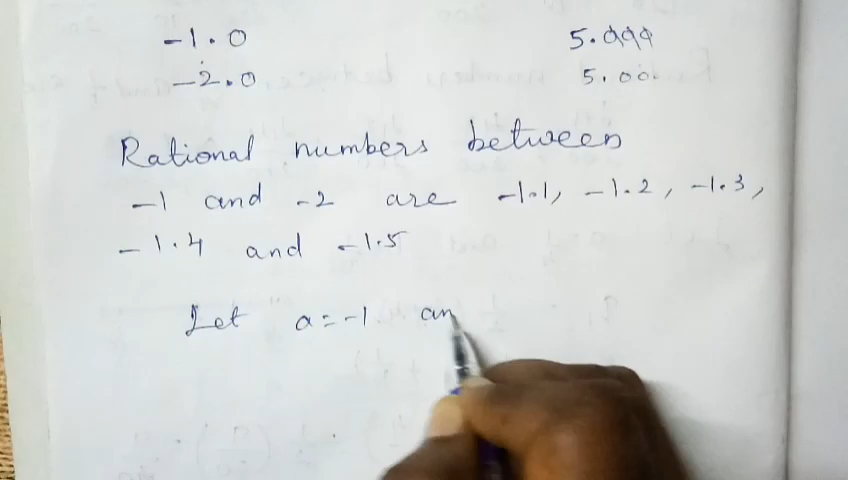 -1.0 5.999
-2.0 5.00
Rational numbers between
-1 and -2 are -1.1, -1.2, -1.3,
-1.4 and -1.5
Let a = -1 an